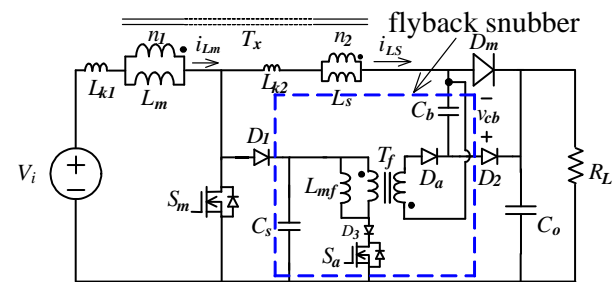 flyback snubber
n1
iLm
Tx
n2
iLS
Dm
Lk1
Lm
Lk2
Ls
Cb
−
vcb
+
D1
Tf
Vi
+
−
Lmf
Da
D2
RL
Sm
Cs
D3
Sa
Co